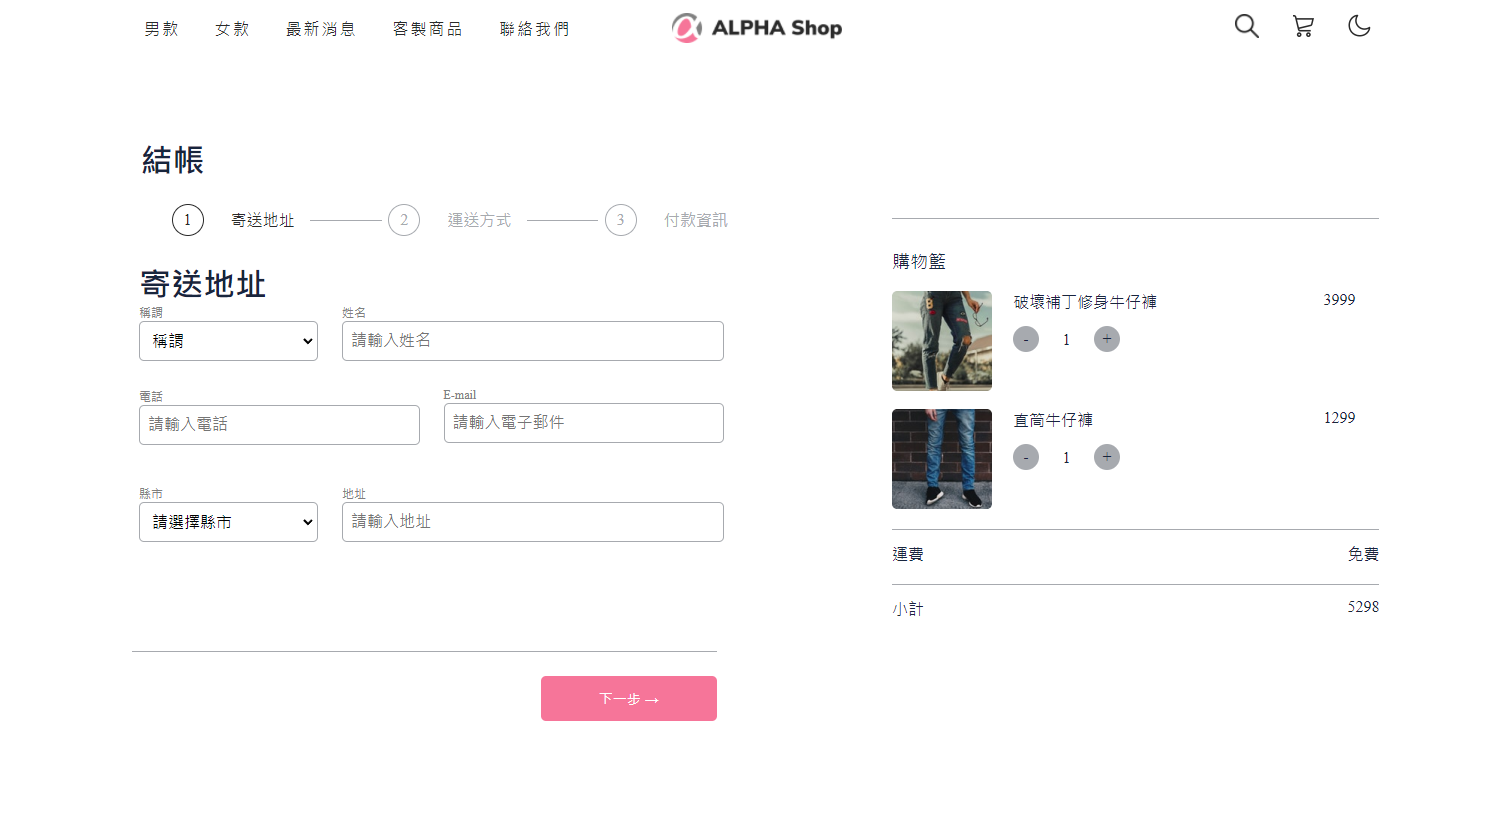 男款 女款 最新消息 客製商品 聯絡我們 ALPHA Shop
結帳
1 寄送地址 2 運送方式 3 付款資訊
寄送地址
稱謂 姓名
稱謂 請輸入姓名
電話 E-mail
請輸入電話 請輸入電子郵件
縣市 地址
請選擇縣市 請輸入地址
下一步 →
購物籃
破壞補丁修身牛仔褲 3999
- 1 +
直筒牛仔褲 1299
- 1 +
運費 免費
小計 5298